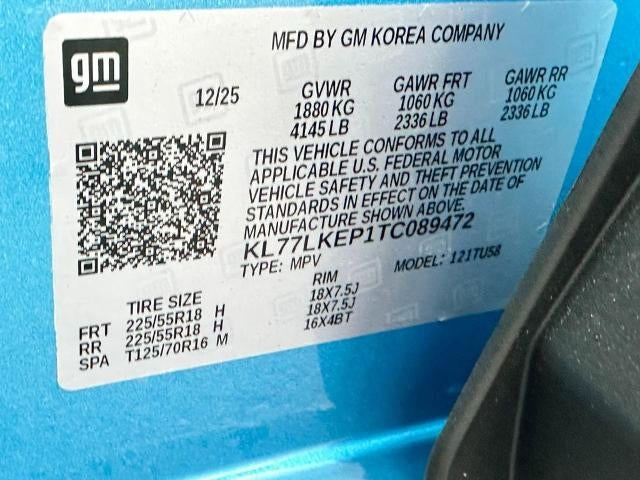 gm
MFD BY GM KOREA COMPANY
12/25 GVWR GAWR FRT GAWR RR
1880 KG 1060 KG 1060 KG
4145 LB 2336 LB 2336 LB
THIS VEHICLE CONFORMS TO ALL
APPLICABLE U.S. FEDERAL MOTOR
VEHICLE SAFETY AND THEFT PREVENTION
STANDARDS IN EFFECT ON THE DATE OF
MANUFACTURE SHOWN ABOVE.
KL77LKEP1TC089472
TYPE: MPV MODEL: 121TU58
TIRE SIZE RIM
FRT 225/55R18 H 18X7.5J
RR 225/55R18 H 18X7.5J
SPA T125/70R16 M 16X4BT